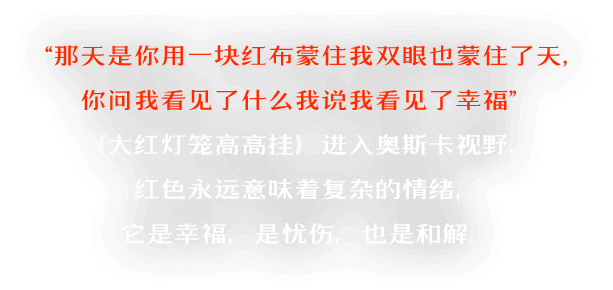 “那天是你用一块红布蒙住我双眼也蒙住了天，
你问我看见了什么我说我看见了幸福”
《大红灯笼高高挂》进入奥斯卡视野，
红色永远意味着复杂的情绪，
它是幸福，是忧伤，也是和解。